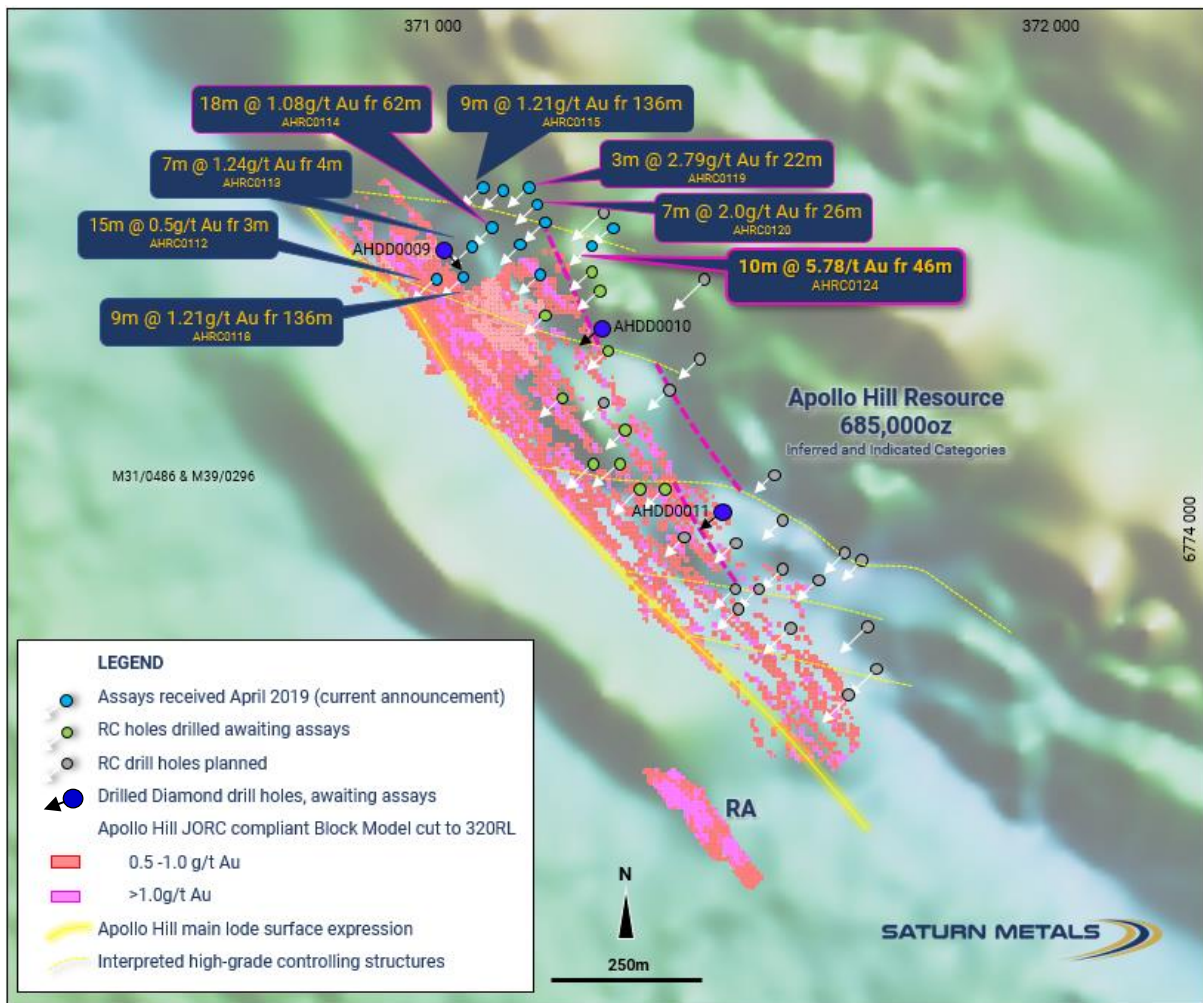 371 000
372 000
18m @ 1.08g/t Au fr 62m
AHRC0114
9m @ 1.21g/t Au fr 136m
AHRC0115
7m @ 1.24g/t Au fr 4m
AHRC0113
3m @ 2.79g/t Au fr 22m
AHRC0119
15m @ 0.5g/t Au fr 3m
AHRC0112
AHDD0009
7m @ 2.0g/t Au fr 26m
AHRC0120
10m @ 5.78/t Au fr 46m
AHRC0124
9m @ 1.21g/t Au fr 136m
AHRC0118
AHDD0010
Apollo Hill Resource
685,000oz
Inferred and Indicated Categories
M31/0486 & M39/0296
AHDD0011
6774 000
LEGEND
Assays received April 2019 (current announcement)
RC holes drilled awaiting assays
RC drill holes planned
Drilled Diamond drill holes, awaiting assays
Apollo Hill JORC compliant Block Model cut to 320RL
0.5 -1.0 g/t Au
>1.0g/t Au
Apollo Hill main lode surface expression
Interpreted high-grade controlling structures
RA
N
250m
SATURN METALS